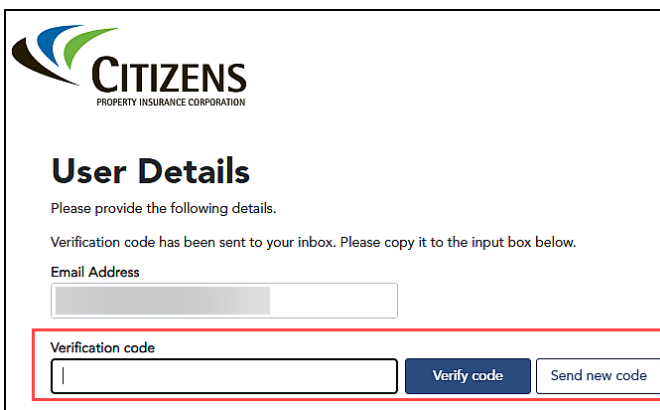 CITIZENS
PROPERTY INSURANCE CORPORATION
User Details
Please provide the following details.
Verification code has been sent to your inbox. Please copy it to the input box below.
Email Address
Verification code
Verify code
Send new code